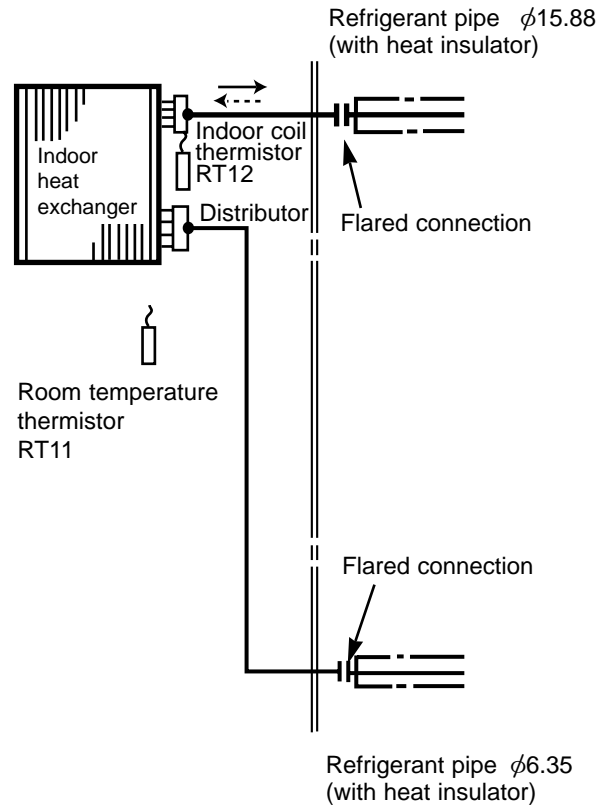 Refrigerant pipe ϕ15.88
(with heat insulator)
Indoor coil
thermistor
RT12
Indoor
heat
exchanger
Distributor
Flared connection
Room temperature
thermistor
RT11
Flared connection
Refrigerant pipe ϕ6.35
(with heat insulator)